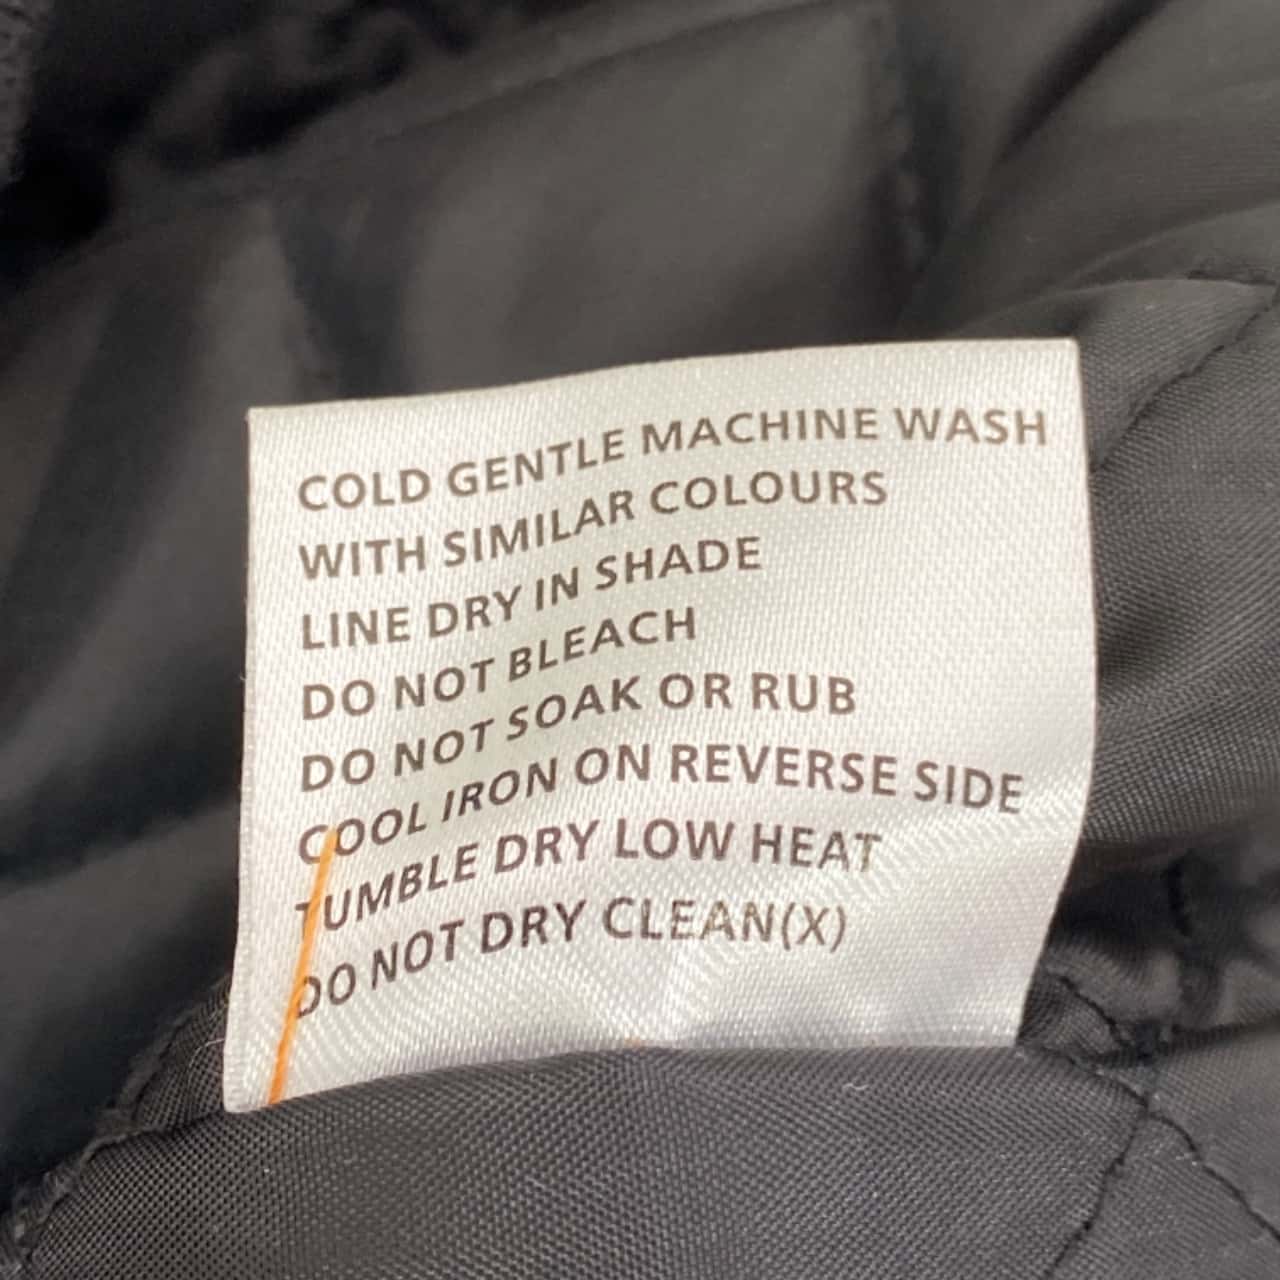 COLD GENTLE MACHINE WASH
WITH SIMILAR COLOURS
LINE DRY IN SHADE
DO NOT BLEACH
DO NOT SOAK OR RUB
COOL IRON ON REVERSE SIDE
TUMBLE DRY LOW HEAT
DO NOT DRY CLEAN(X)